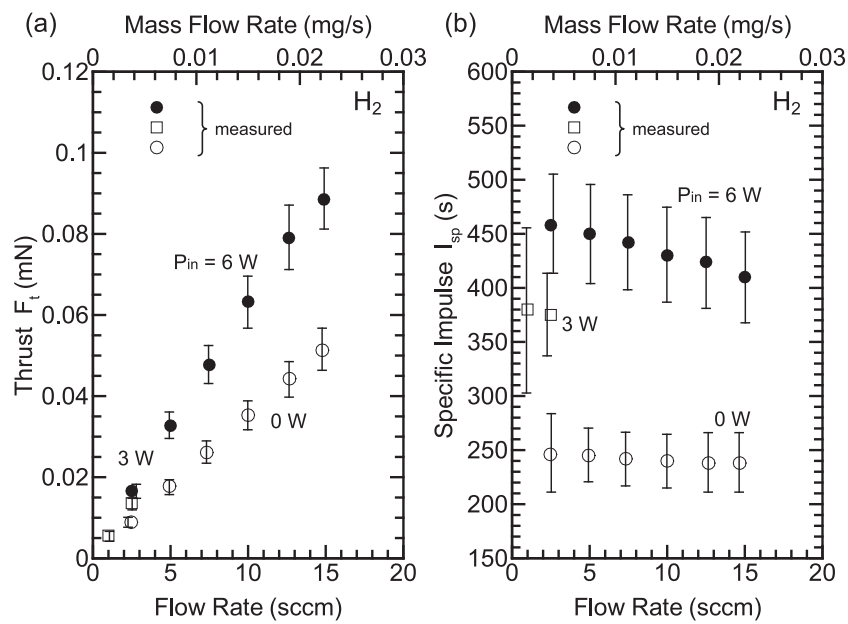 (a)
Mass Flow Rate (mg/s)
0 0.01 0.02 0.03
0.12
0.1
0.08
0.06
0.04
0.02
0
Thrust Ft (mN)
H2
measured
Pin = 6 W
0 W
3 W
0 5 10 15 20
Flow Rate (sccm)
(b)
Mass Flow Rate (mg/s)
0 0.01 0.02 0.03
600
550
500
450
400
350
300
250
200
150
Specific Impulse Isp (s)
H2
measured
Pin = 6 W
3 W
0 W
0 5 10 15 20
Flow Rate (sccm)